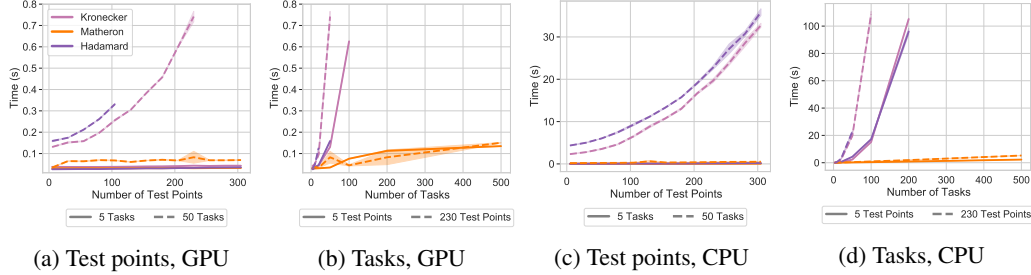 0.8
0.7
0.6
0.5
0.4
0.3
0.2
0.1
Time (s)
Kronecker
Matheron
Hadamard
0 100 200 300
Number of Test Points
5 Tasks 50 Tasks
(a) Test points, GPU
0.8
0.7
0.6
0.5
0.4
0.3
0.2
0.1
Time (s)
0 100 200 300 400 500
Number of Tasks
5 Test Points 230 Test Points
(b) Tasks, GPU
30
20
10
0
Time (s)
0 100 200 300
Number of Test Points
5 Tasks 50 Tasks
(c) Test points, CPU
100
80
60
40
20
0
Time (s)
0 100 200 300 400 500
Number of Tasks
5 Test Points 230 Test Points
(d) Tasks, CPU